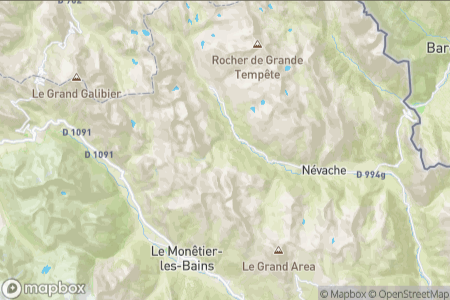 D 902
Rocher de Grande
Tempête
Bar
Le Grand Galibier
D 1091
D 1091
Névache
D 994g
Le Monêtier-
les-Bains
Le Grand Area
mapbox
© Mapbox © OpenStreetMap